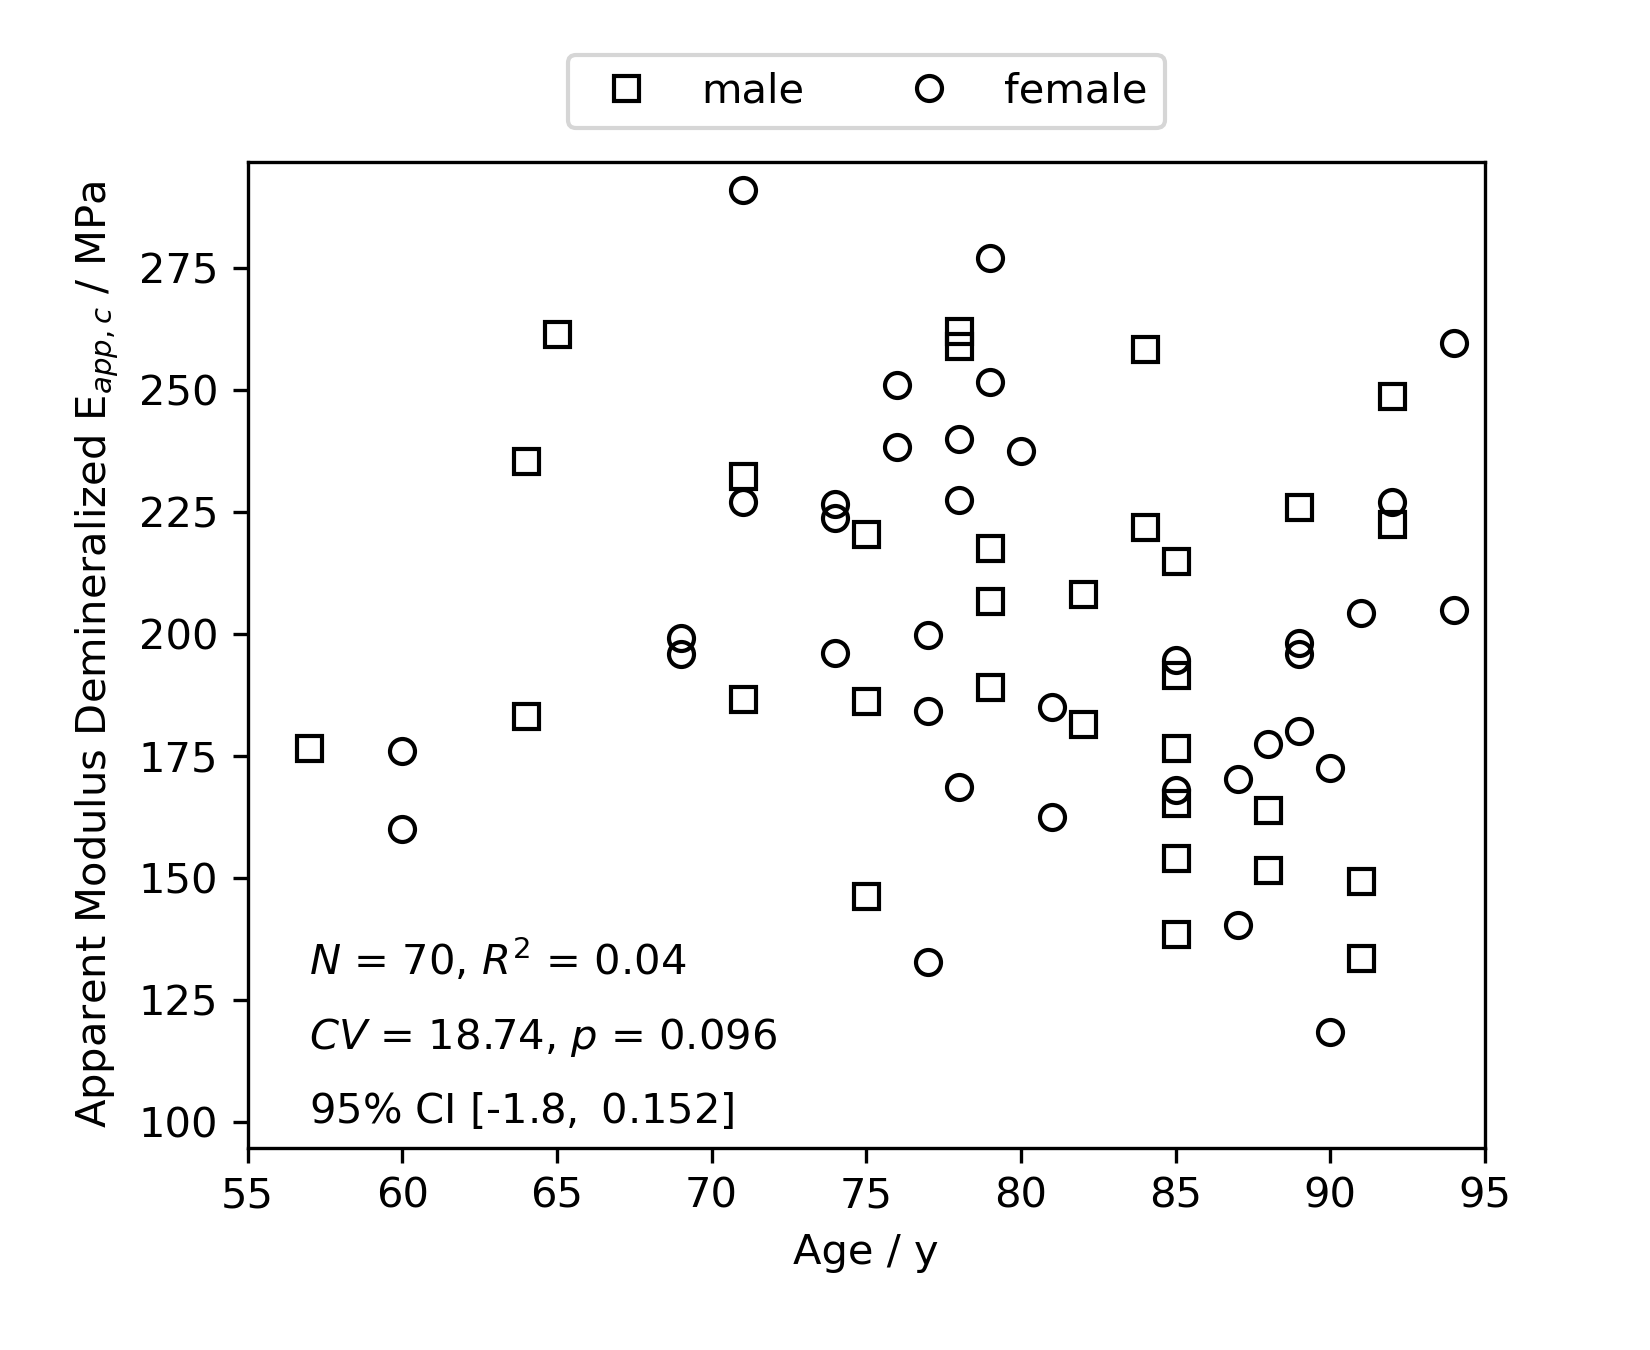 male female
Apparent Modulus Demineralized E_app, c / MPa
275
250
225
200
175
150
125
100
N = 70, R² = 0.04
CV = 18.74, p = 0.096
95% CI [-1.8, 0.152]
55 60 65 70 75 80 85 90 95
Age / y